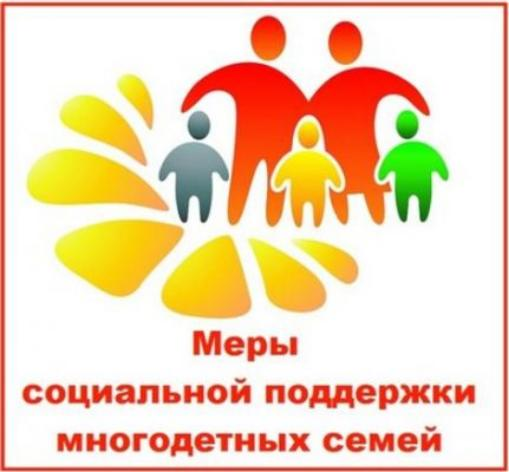 Меры
социальной поддержки
многодетных семей